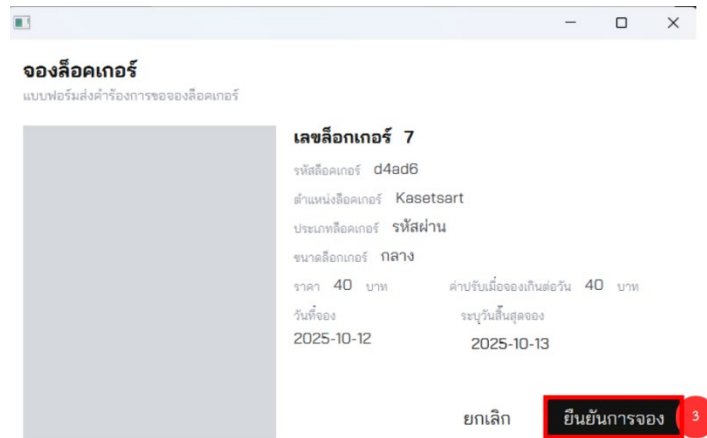 จองล็อคเกอร์
แบบฟอร์มส่งคำร้องการขอจองล็อคเกอร์
เลขล็อกเกอร์ 7
รหัสล็อคเกอร์ d4ad6
ตำแหน่งล็อคเกอร์ Kasetsart
ประเภทล็อคเกอร์ รหัสผ่าน
ขนาดล็อกเกอร์ กลาง
ราคา 40 บาท ค่าปรับเมื่อจองเกินต่อวัน 40 บาท
วันที่จอง ระบุวันสิ้นสุดจอง
2025-10-12 2025-10-13
ยกเลิก ยืนยันการจอง 3